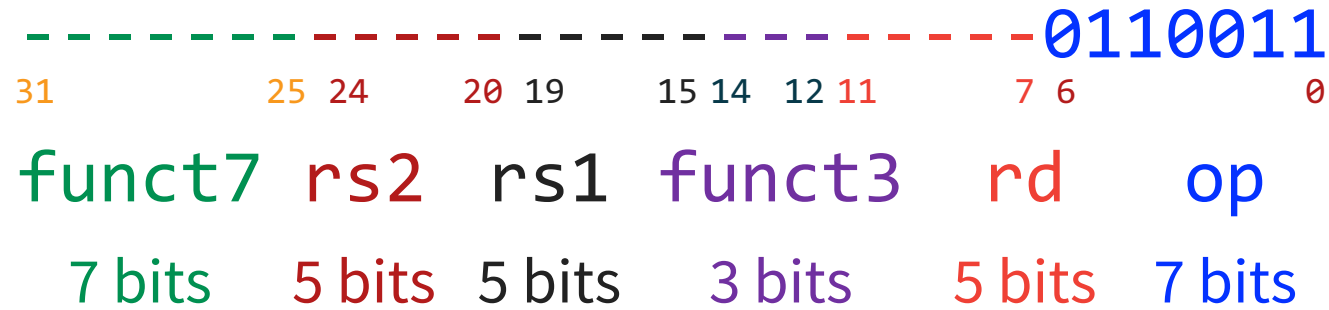 - - - - - - - - - - - - - - - - - - - - - - - - - 0110011
31 25 24 20 19 15 14 12 11 7 6 0
funct7 rs2 rs1 funct3 rd op
7 bits 5 bits 5 bits 3 bits 5 bits 7 bits